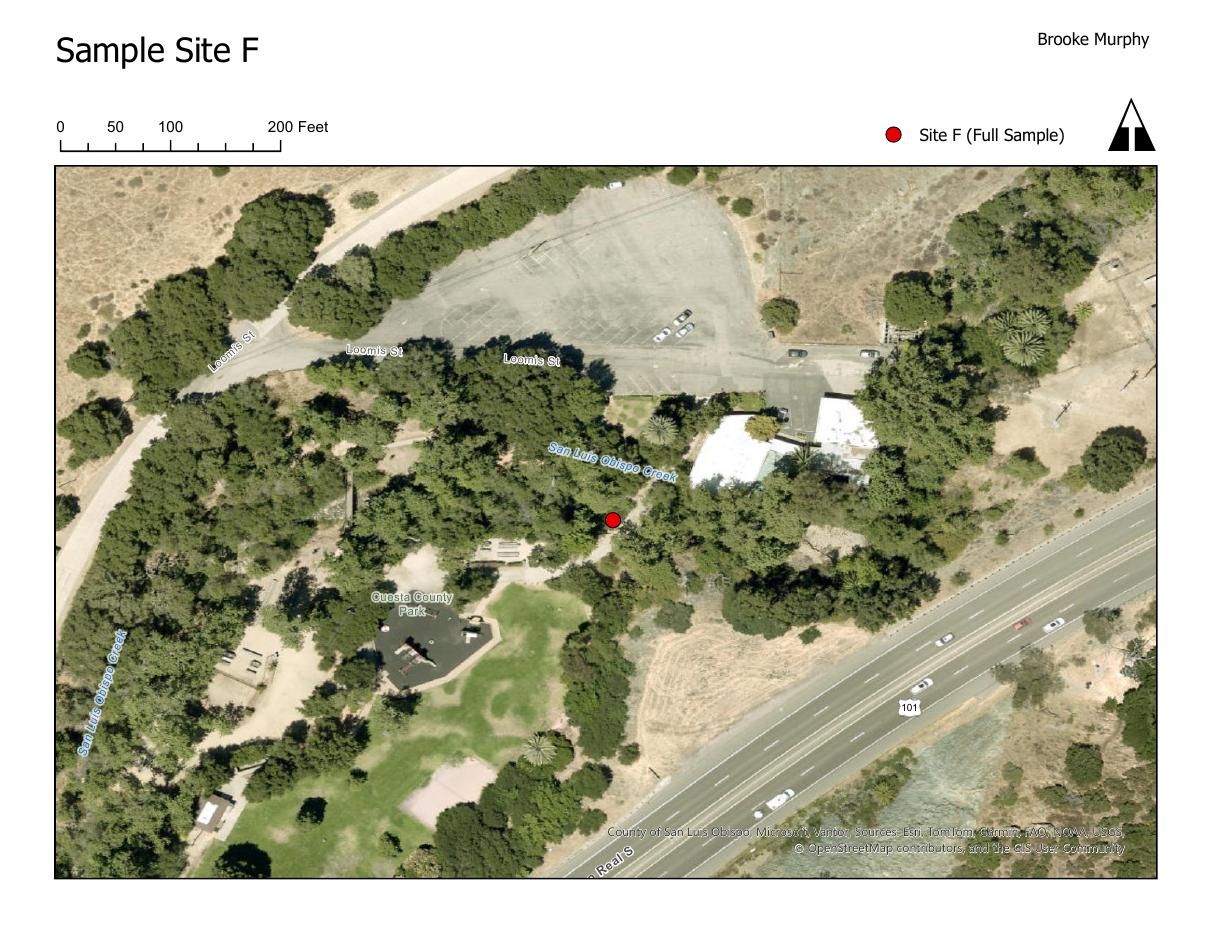 Sample Site F
Brooke Murphy
0 50 100 200 Feet
Site F (Full Sample)
Loomis St
Loomis St
Loomis St
San Luis Obispo Creek
Cuesta County
Park
San Luis Obispo Creek
101
County of San Luis Obispo, Microsoft, Vantor, Sources: Esri, TomTom, Garmin, FAO, NOAA, USGS,
© OpenStreetMap contributors, and the GIS User Community
Real S